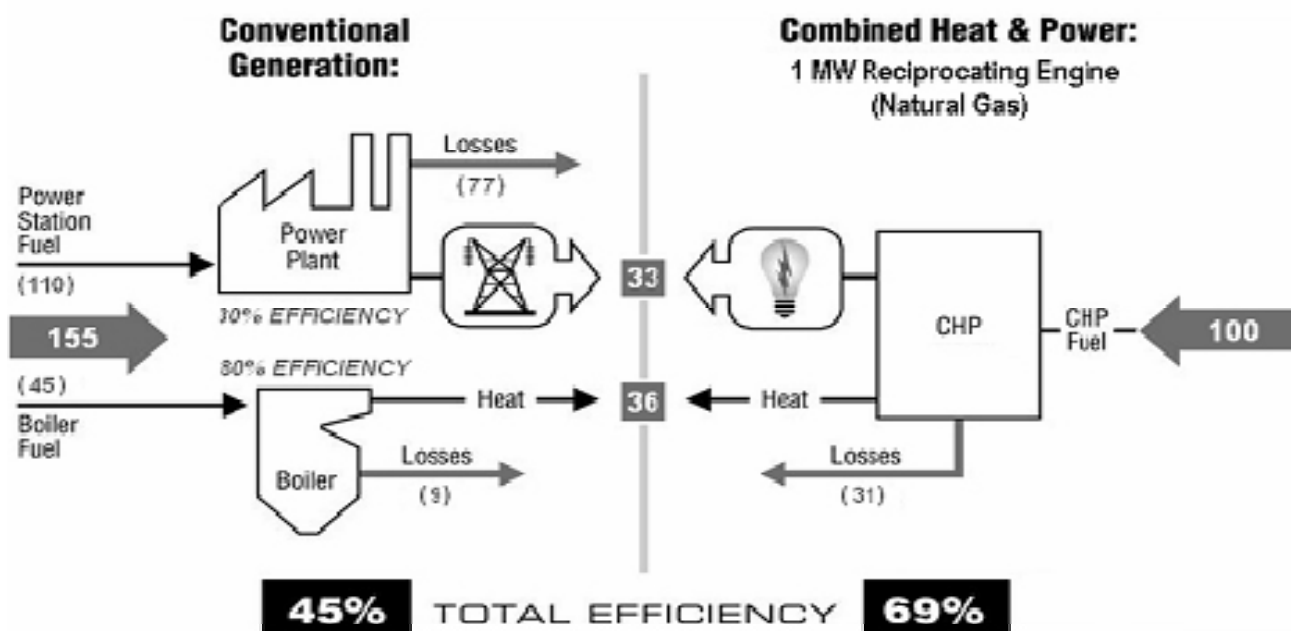 Conventional
Generation:
Combined Heat & Power:
1 MW Reciprocating Engine
(Natural Gas)
Losses
(77)
Power
Station
Fuel
(110)
Power
Plant
33
30% EFFICIENCY
155
CHP
CHP
Fuel
100
80% EFFICIENCY
(45)
Boiler
Fuel
Heat
36
Heat
Boiler
Losses
(9)
Losses
(31)
45% TOTAL EFFICIENCY 69%